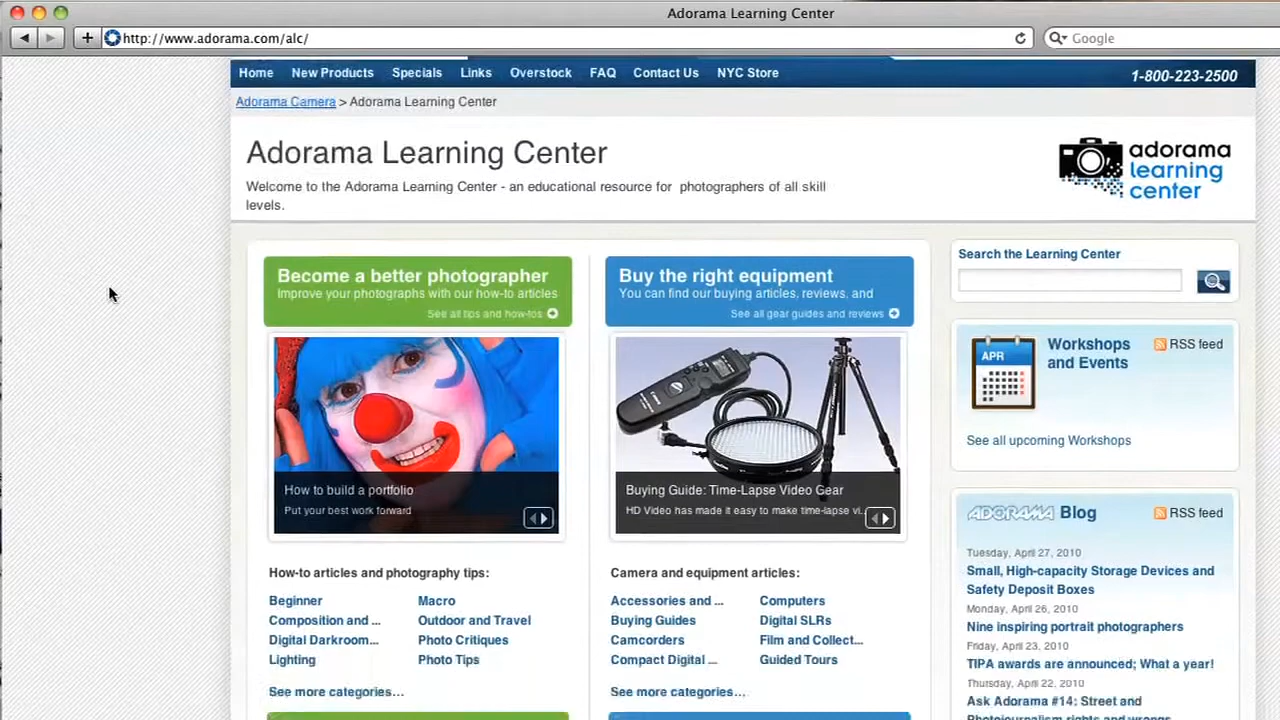 Adorama Learning Center
http://www.adorama.com/alc/
Google
Home New Products Specials Links Overstock FAQ Contact Us NYC Store
1-800-223-2500
Adorama Camera > Adorama Learning Center
Adorama Learning Center
Welcome to the Adorama Learning Center - an educational resource for photographers of all skill
levels.
adorama
learning
center
Become a better photographer
Improve your photographs with our how-to articles
See all tips and how-tos
How to build a portfolio
Put your best work forward
How-to articles and photography tips:
Beginner Macro
Composition and ... Outdoor and Travel
Digital Darkroom... Photo Critiques
Lighting Photo Tips
See more categories...
Buy the right equipment
You can find our buying articles, reviews, and
See all gear guides and reviews
Buying Guide: Time-Lapse Video Gear
HD Video has made it easy to make time-lapse vi...
Camera and equipment articles:
Accessories and ... Computers
Buying Guides Digital SLRs
Camcorders Film and Collect...
Compact Digital ... Guided Tours
See more categories...
Search the Learning Center
APR
Workshops
and Events
RSS feed
See all upcoming Workshops
ADORAMA Blog
RSS feed
Tuesday, April 27, 2010
Small, High-capacity Storage Devices and
Safety Deposit Boxes
Monday, April 26, 2010
Nine inspiring portrait photographers
Friday, April 23, 2010
TIPA awards are announced; What a year!
Thursday, April 22, 2010
Ask Adorama #14: Street and
Photojournalism rights and wrongs